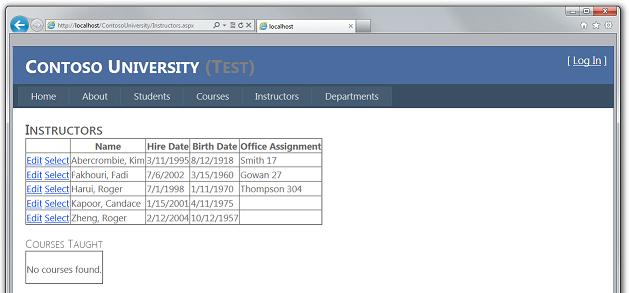 http://localhost/ContosoUniversity/Instructors.aspx
localhost
CONTOSO UNIVERSITY (TEST)
[ Log In ]
Home About Students Courses Instructors Departments
INSTRUCTORS
Name Hire Date Birth Date Office Assignment
Edit Select Abercrombie, Kim 3/11/1995 8/12/1918 Smith 17
Edit Select Fakhouri, Fadi 7/6/2002 3/15/1960 Gowan 27
Edit Select Harui, Roger 7/1/1998 1/11/1970 Thompson 304
Edit Select Kapoor, Candace 1/15/2001 4/11/1975
Edit Select Zheng, Roger 2/12/2004 10/12/1957
COURSES TAUGHT
No courses found.